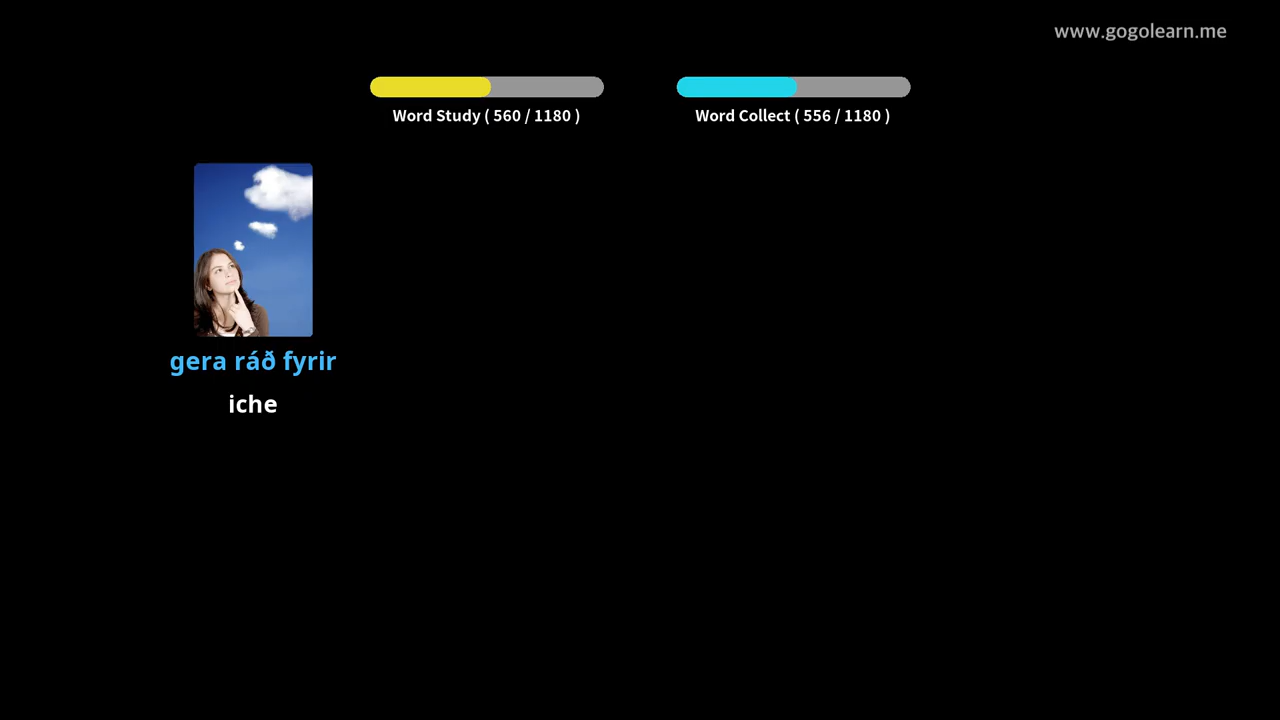 www.gogolearn.me
Word Study ( 560 / 1180 )
Word Collect ( 556 / 1180 )
gera ráð fyrir
iche